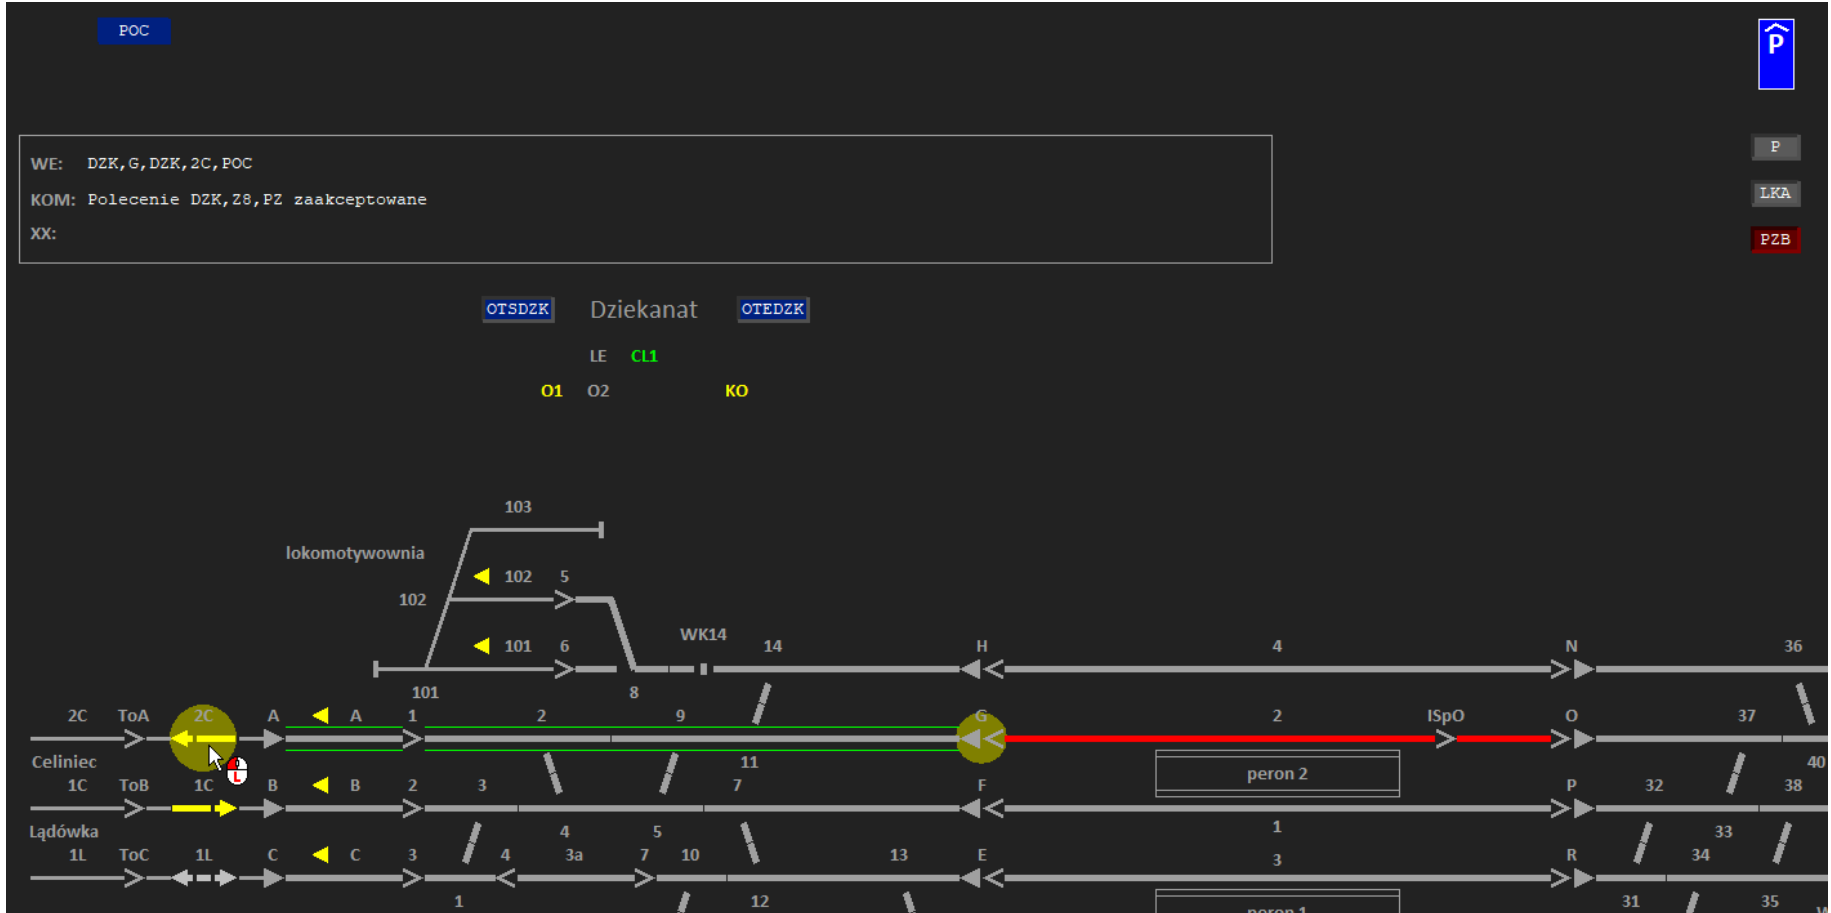 POC
P
WE: DZK,G,DZK,2C,POC
KOM: Polecenie DZK,Z8,PZ zaakceptowane
XX:
P
LKA
PZB
OTSDZK Dziekanat OTEDZK
LE CL1
O1 O2 KO
103
lokomotywownia
102 5
102
WK14
101 6 14 H 4 N 36
101 8
2C ToA 2C A A 1 2 9 G 2 ISpO O 37
L
Celiniec 11 peron 2 40
1C ToB 1C B B 2 3 7 F P 32 38
Lądówka 4 5 1 33
1L ToC 1L C C 3 4 3a 7 10 13 E 3 R 34
1 12 peron 1 31 35